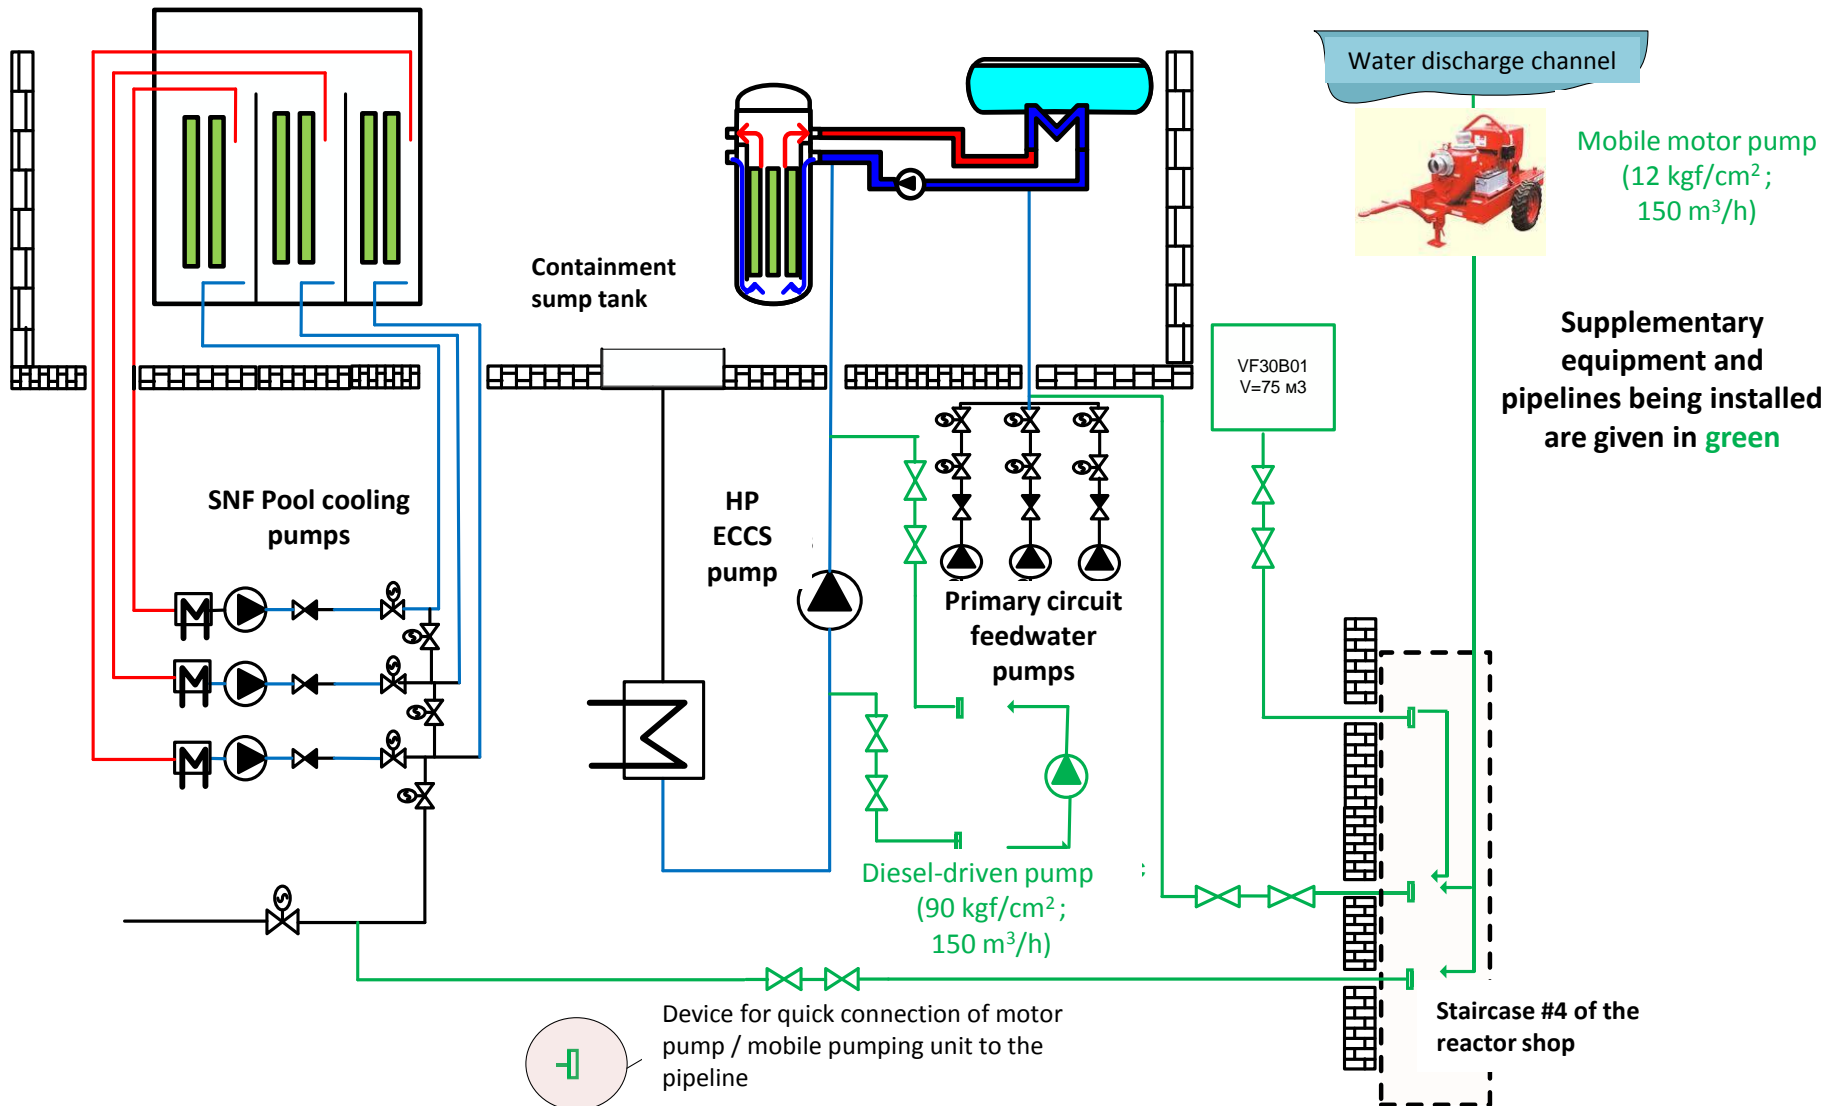 Water discharge channel
Mobile motor pump
(12 kgf/cm² ;
150 m³/h)
Containment
sump tank
Supplementary
equipment and
pipelines being installed
are given in green
VF30B01
V=75 м3
SNF Pool cooling
pumps
HP
ECCS
pump
Primary circuit
feedwater
pumps
Diesel-driven pump
(90 kgf/cm² ;
150 m³/h)
Device for quick connection of motor
pump / mobile pumping unit to the
pipeline
Staircase #4 of the
reactor shop